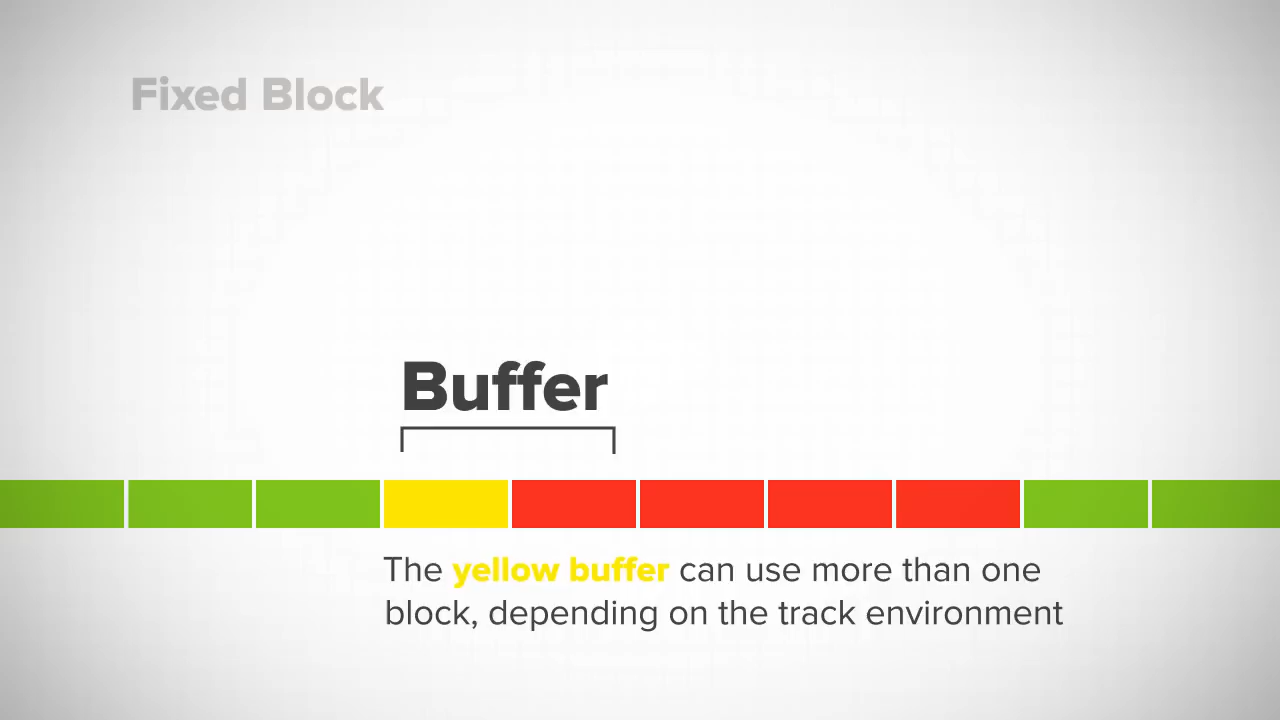 Fixed Block
Buffer
The yellow buffer can use more than one
block, depending on the track environment